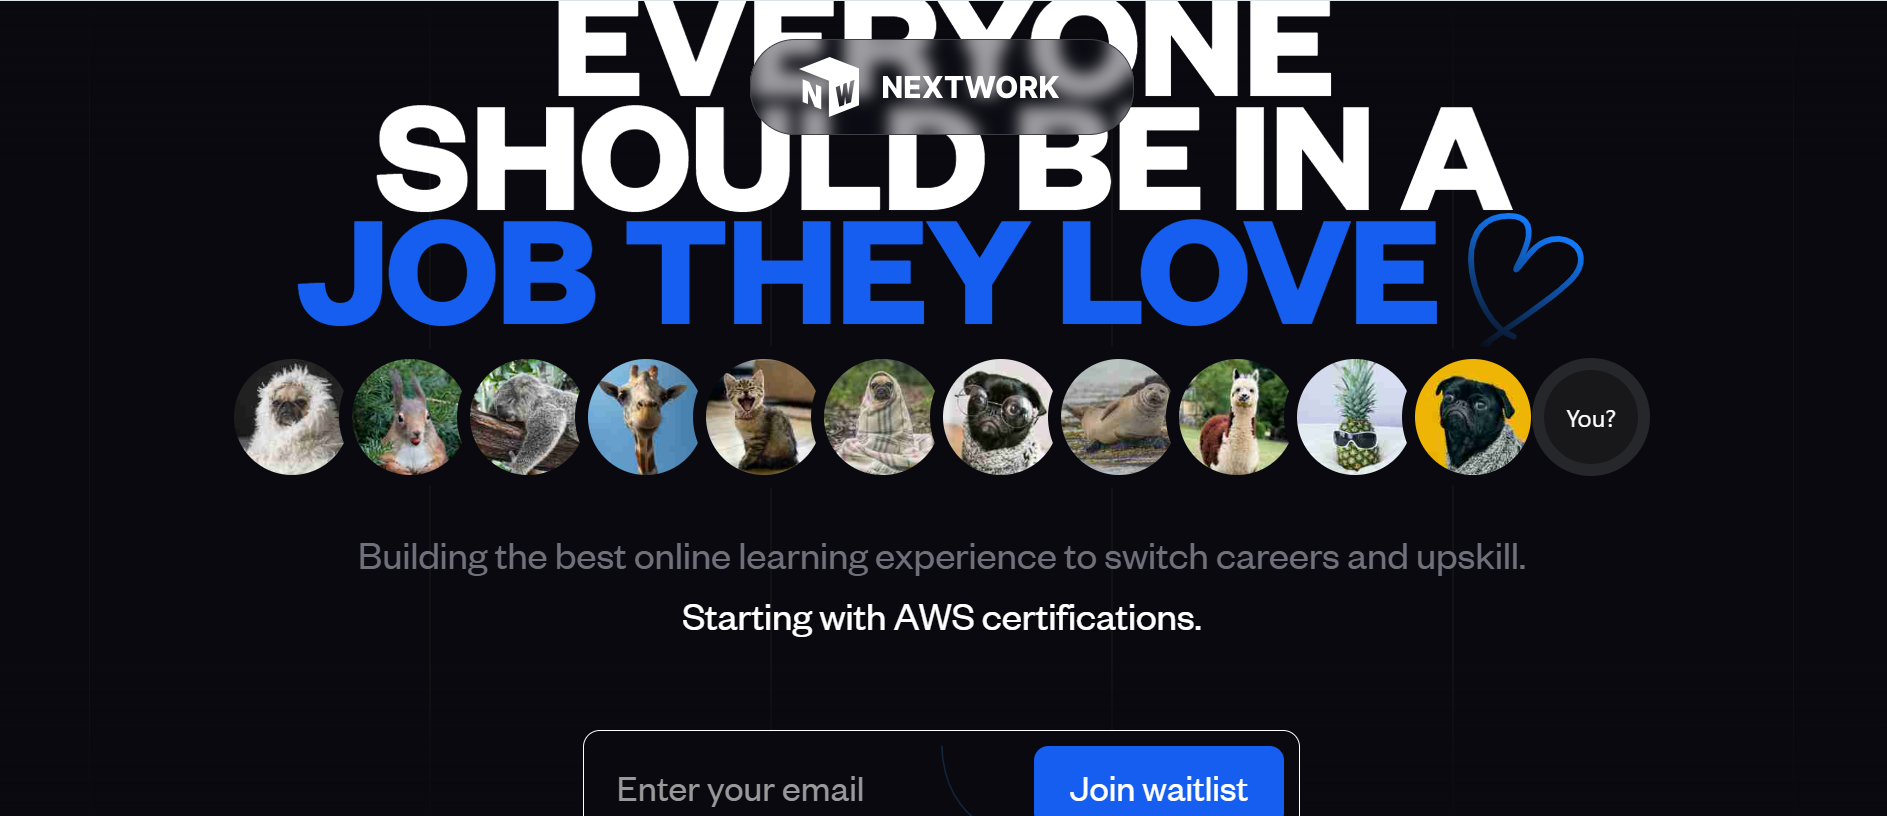 EVERYONE
NW NEXTWORK
SHOULD BE IN A
JOB THEY LOVE
You?
Building the best online learning experience to switch careers and upskill.
Starting with AWS certifications.
Enter your email
Join waitlist